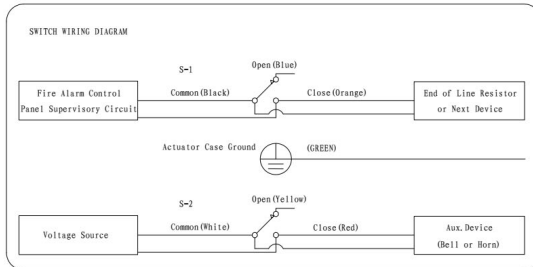 SWITCH WIRING DIAGRAM
S-1
Open(Blue)
Fire Alarm Control
Panel Supervisory Circuit
Common(Black)
Close(Orange)
End of Line Resistor
or Next Device
Actuator Case Ground
(GREEN)
S-2
Open(Yellow)
Voltage Source
Common(White)
Close(Red)
Aux.Device
(Bell or Horn)